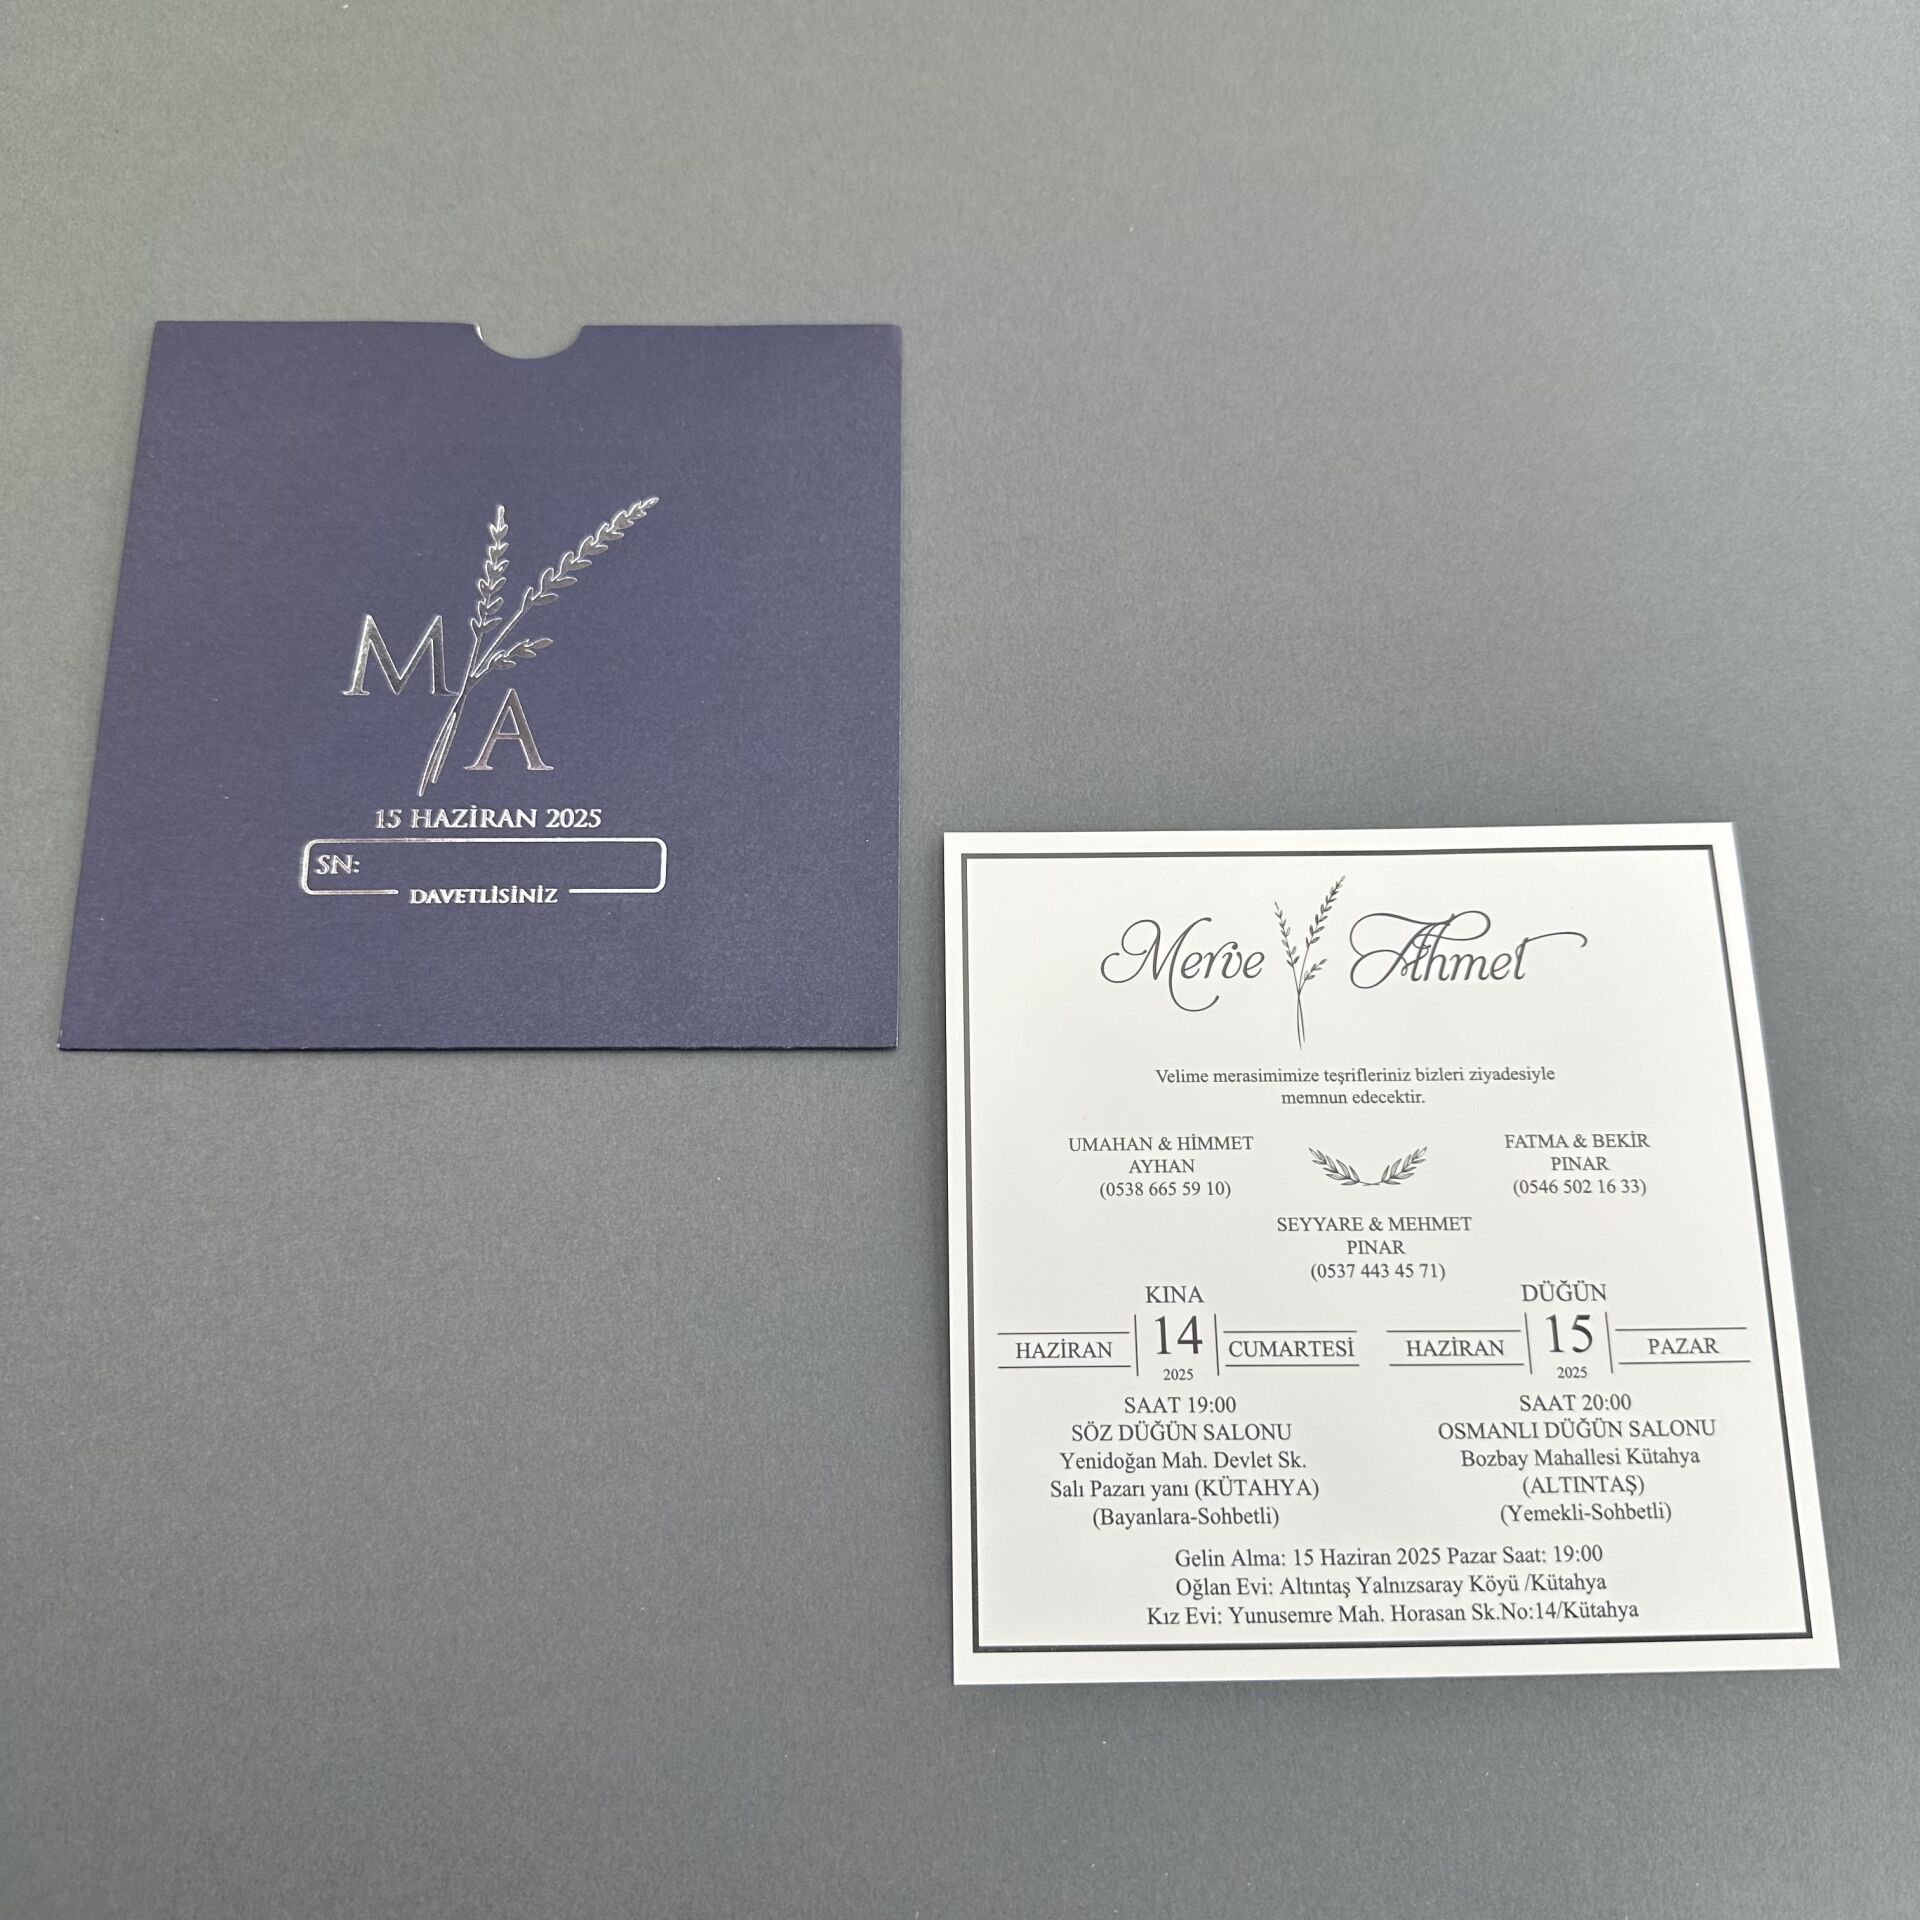 M
A
15 HAZİRAN 2025
SN:
DAVETLİSİNİZ
Merve Ahmet
Velime merasimimize teşrifleriniz bizleri ziyadesiyle
memnun edecektir.
UMAHAN & HİMMET
AYHAN
(0538 665 59 10)
FATMA & BEKİR
PINAR
(0546 502 16 33)
SEYYARE & MEHMET
PINAR
(0537 443 45 71)
KINA
HAZİRAN 14 CUMARTESİ
2025
SAAT 19:00
SÖZ DÜĞÜN SALONU
Yenidoğan Mah. Devlet Sk.
Salı Pazarı yanı (KÜTAHYA)
(Bayanlara-Sohbetli)
DÜĞÜN
HAZİRAN 15 PAZAR
2025
SAAT 20:00
OSMANLI DÜĞÜN SALONU
Bozbay Mahallesi Kütahya
(ALTINTAŞ)
(Yemekli-Sohbetli)
Gelin Alma: 15 Haziran 2025 Pazar Saat: 19:00
Oğlan Evi: Altıntaş Yalnızsaray Köyü /Kütahya
Kız Evi: Yunusemre Mah. Horasan Sk.No:14/Kütahya